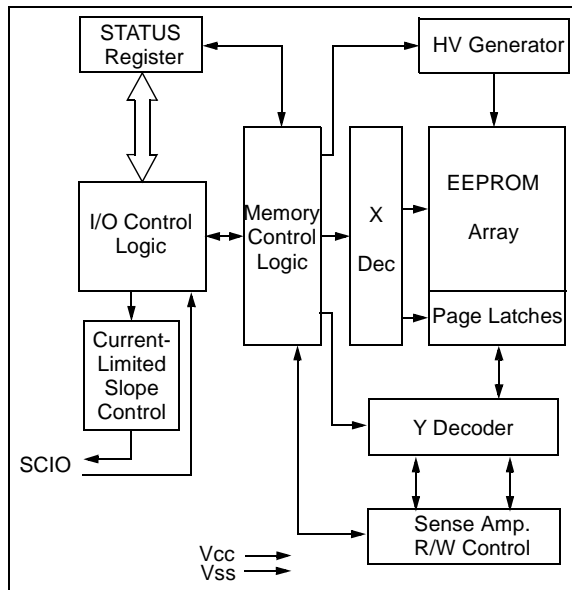 STATUS
Register
HV Generator
I/O Control
Logic
Memory
Control
Logic
X
Dec
EEPROM
Array
Page Latches
Current-
Limited
Slope
Control
Y Decoder
SCIO
Sense Amp.
R/W Control
Vcc
Vss